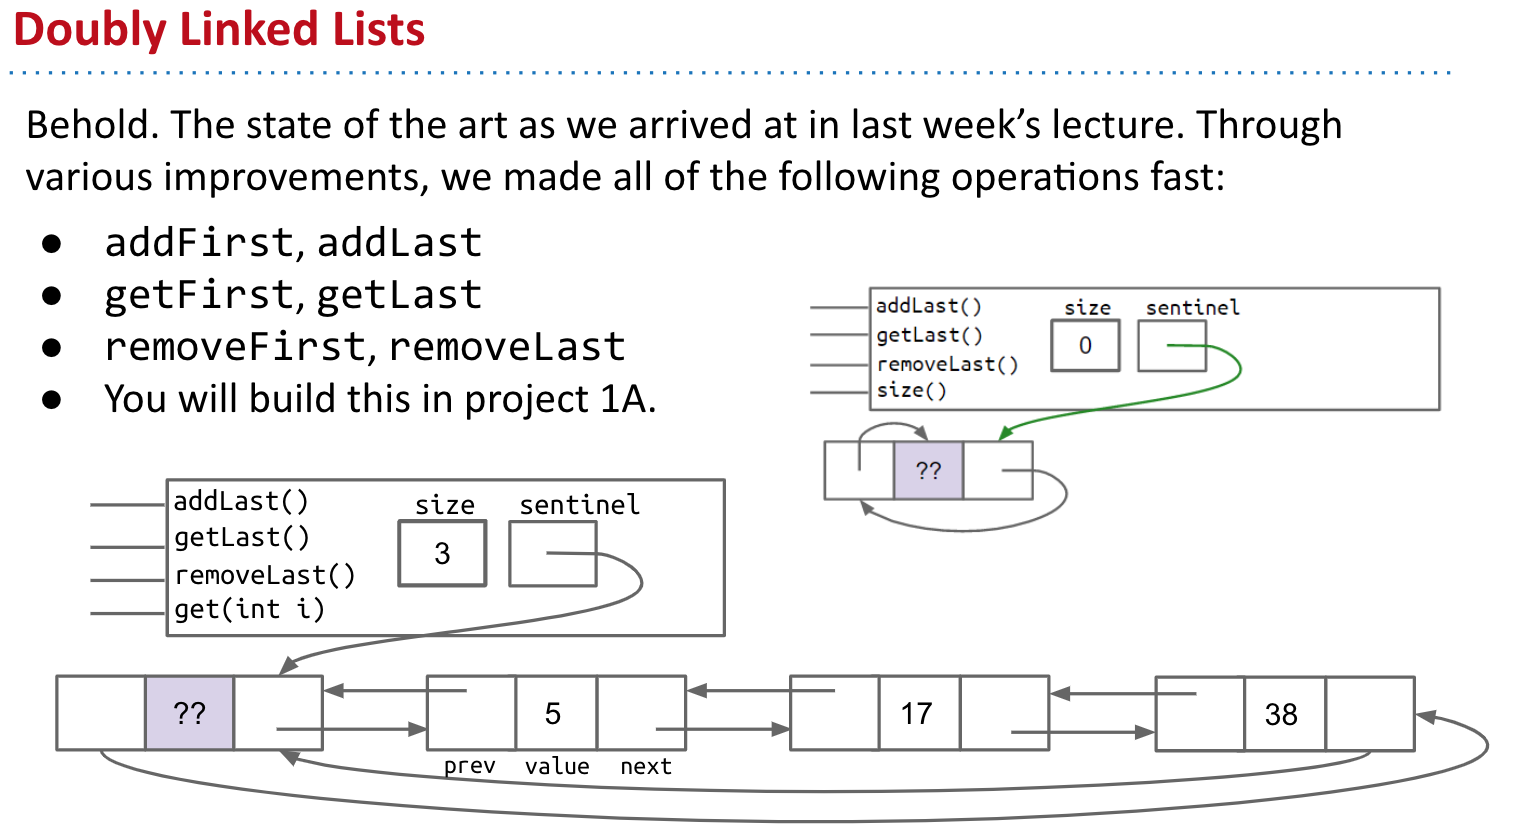 Doubly Linked Lists
Behold. The state of the art as we arrived at in last week’s lecture. Through
various improvements, we made all of the following operations fast:
● addFirst, addLast
● getFirst, getLast
● removeFirst, removeLast
● You will build this in project 1A.
addLast()
getLast()
removeLast()
size()
size
0
sentinel
??
addLast()
getLast()
removeLast()
get(int i)
size
3
sentinel
??
5
17
38
prev value next